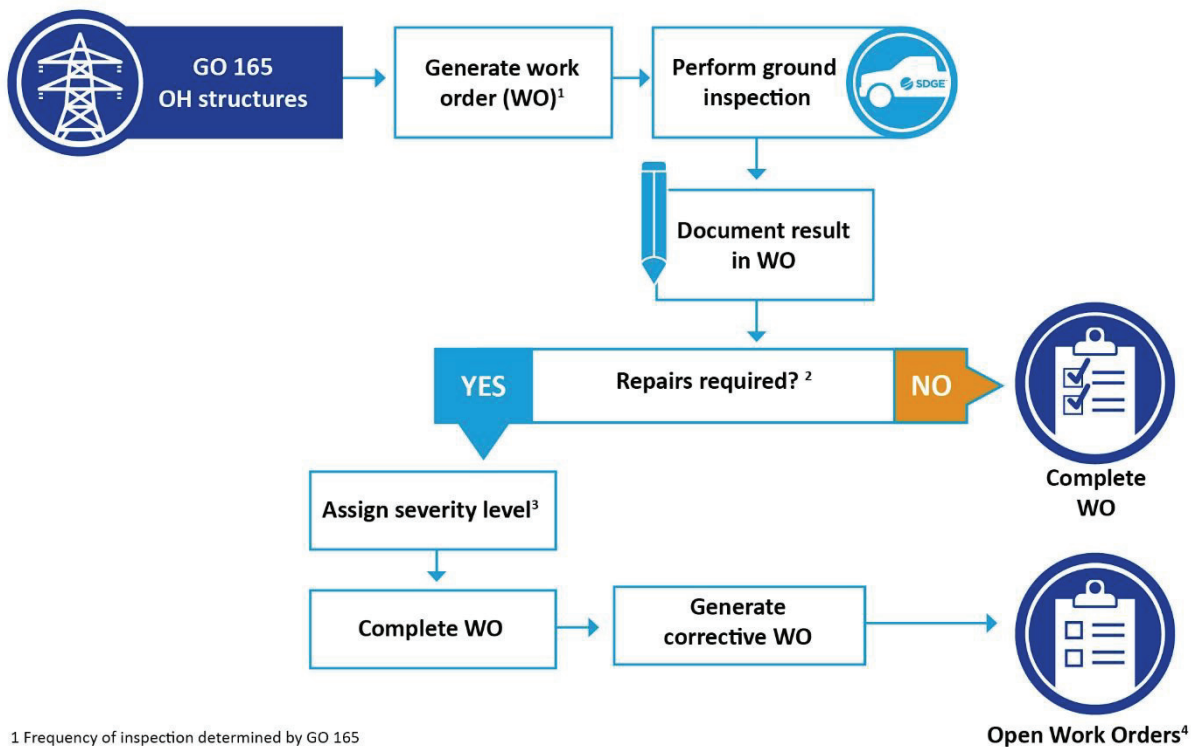 GO 165
OH structures
Generate work
order (WO)¹
Perform ground
inspection
SDGE
Document result
in WO
YES
Repairs required? ²
NO
Complete
WO
Assign severity level³
Complete WO
Generate
corrective WO
Open Work Orders⁴
1 Frequency of inspection determined by GO 165